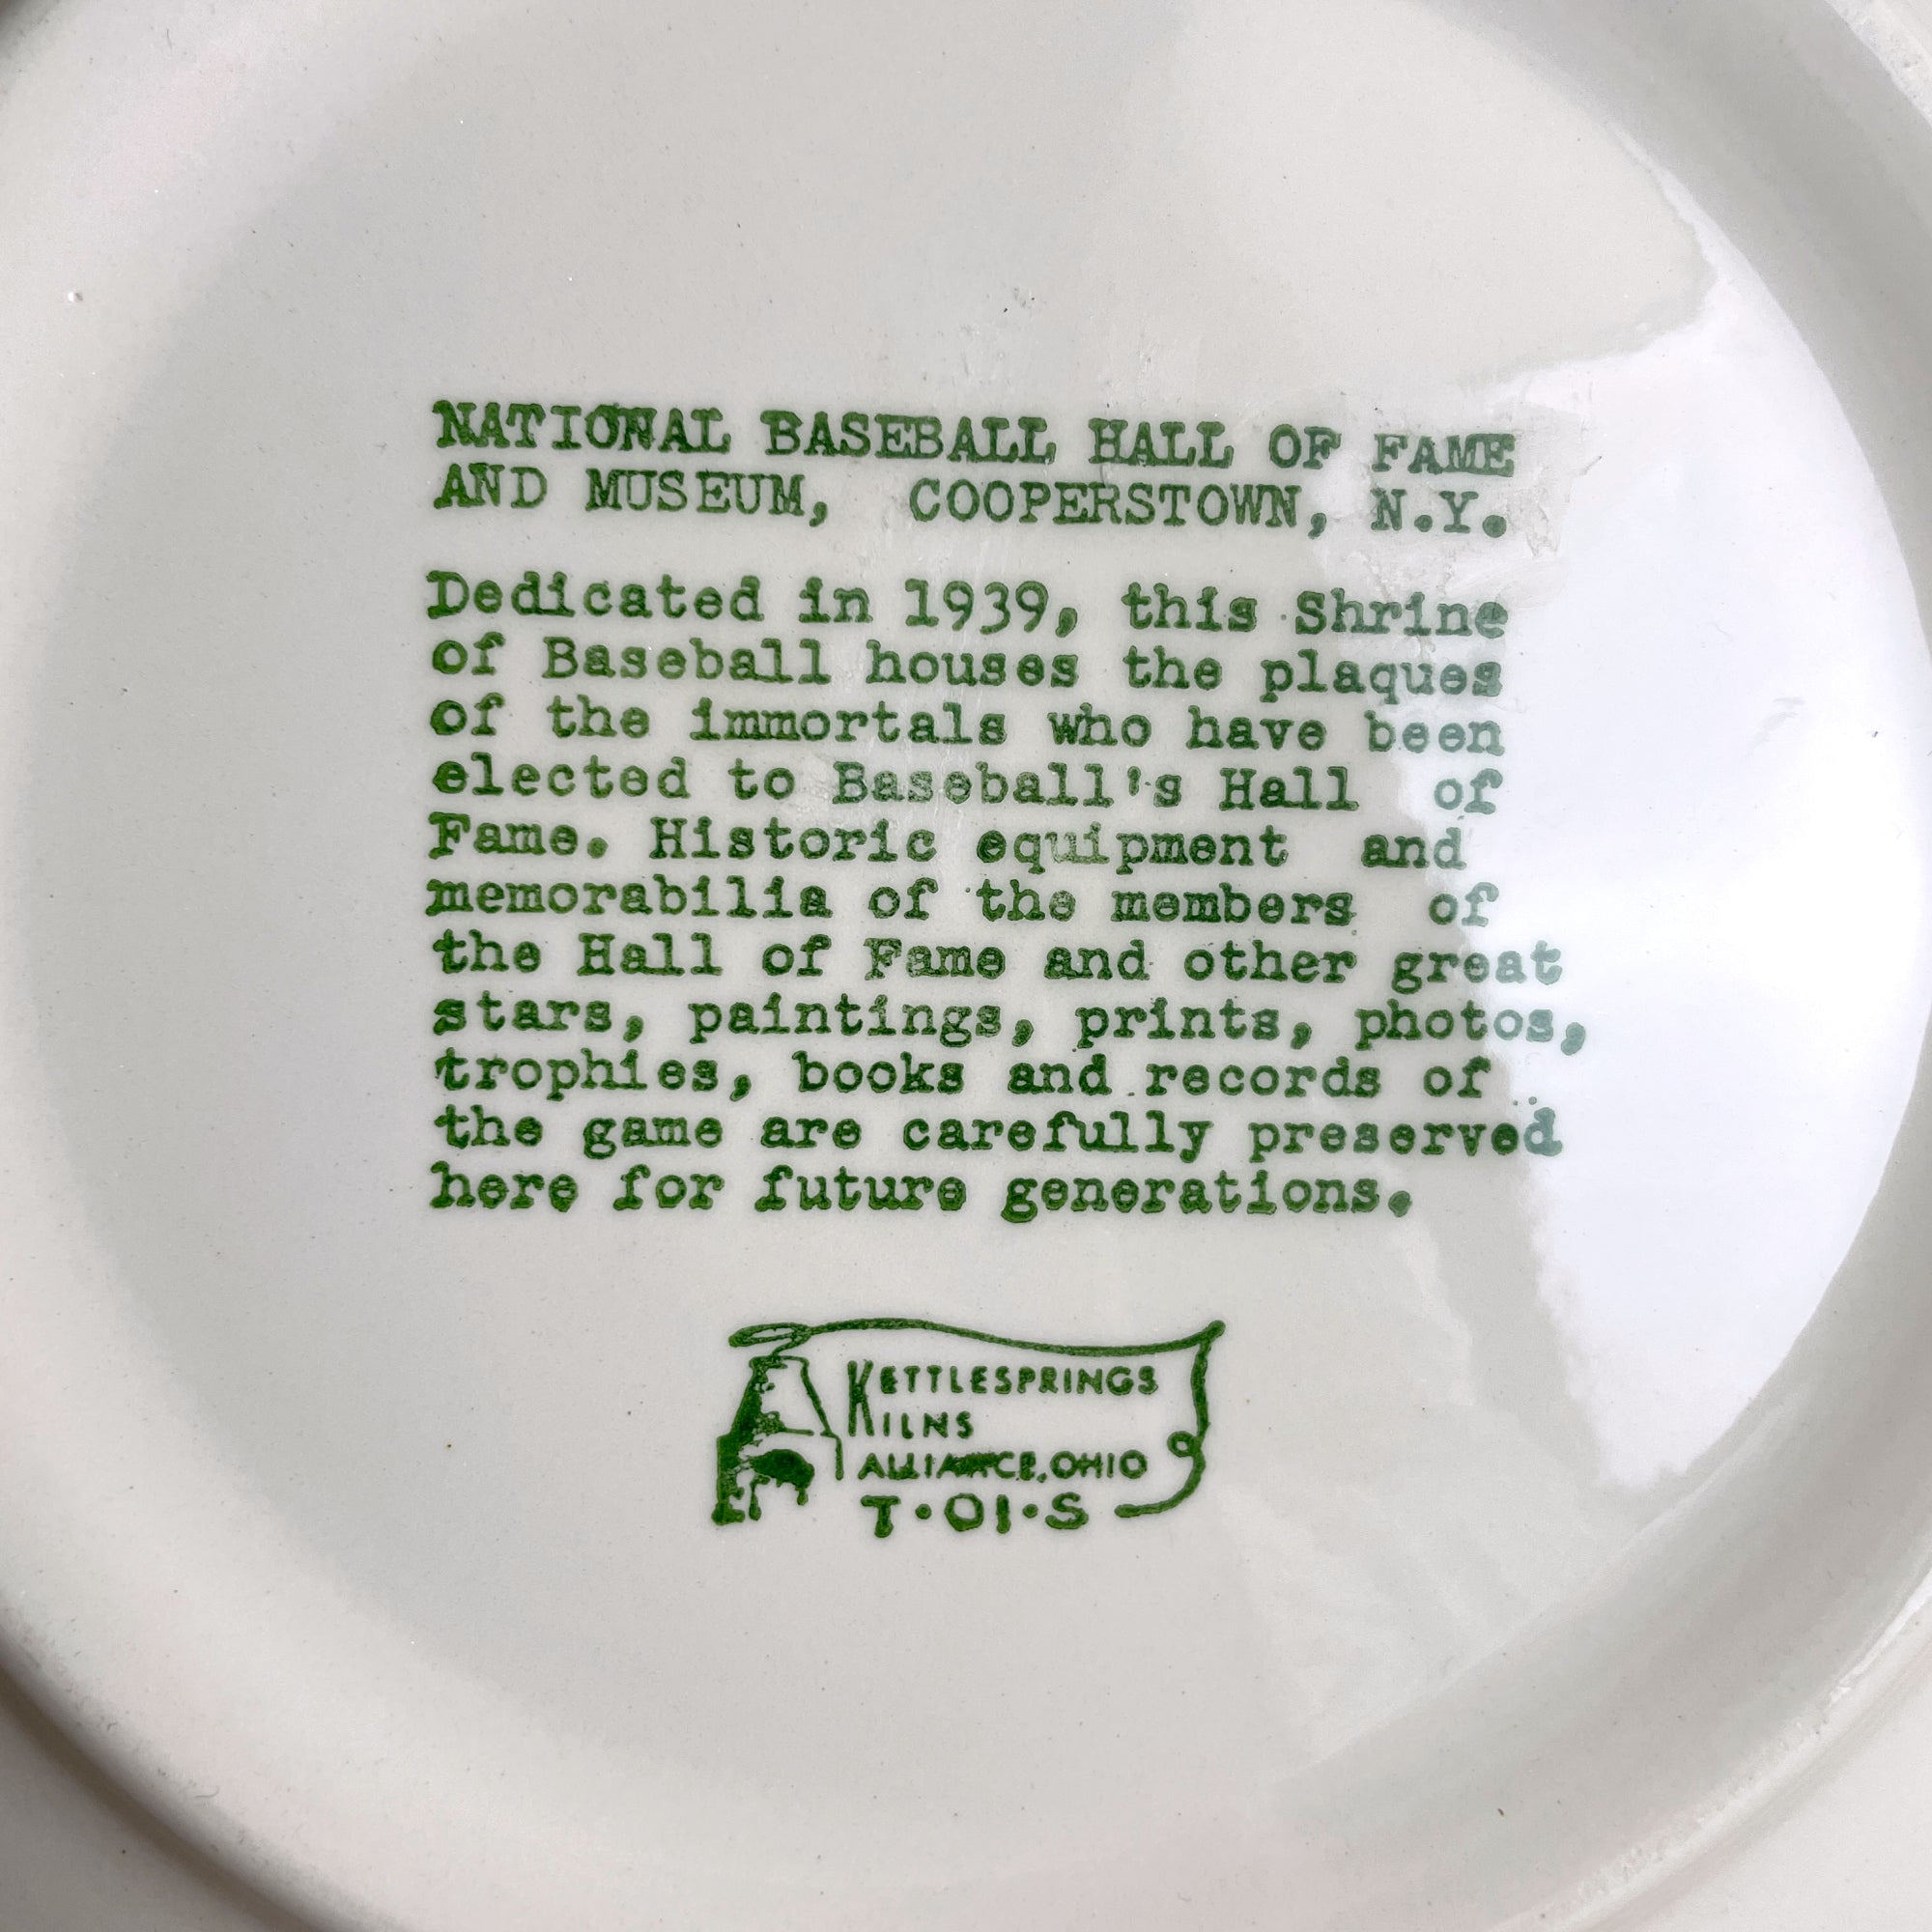 NATIONAL BASEBALL HALL OF FAME
AND MUSEUM, COOPERSTOWN, N.Y.
Dedicated in 1939, this Shrine
of Baseball houses the plaques
of the immortals who have been
elected to Baseball's Hall of
Fame. Historic equipment and
memorabilia of the members of
the Hall of Fame and other great
stars, paintings, prints, photos,
trophies, books and records of
the game are carefully preserved
here for future generations.
KETTLESPRINGS
KILNS
ALLIANCE, OHIO
T·OI·S